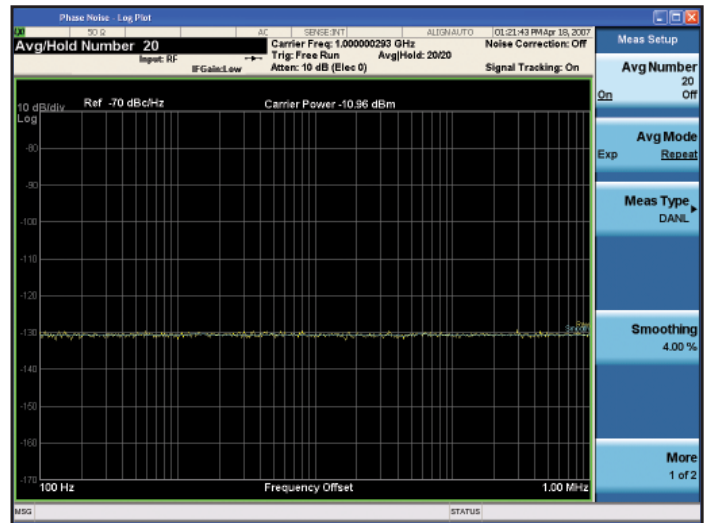 Phase Noise - Log Plot
50 Ω AC SENSE:INT ALIGNAUTO 01:21:43 PM Apr 18, 2007
Avg/Hold Number 20
Input: RF
IFGain:Low
Carrier Freq: 1.000000293 GHz
Trig: Free Run Avg|Hold: 20/20
Atten: 10 dB (Elec 0)
Noise Correction: Off
Signal Tracking: On
10 dB/div Ref -70 dBc/Hz Carrier Power -10.96 dBm
Log
-80
-90
-100
-110
-120
-130
-140
-150
-160
-170
100 Hz Frequency Offset 1.00 MHz
MSG STATUS
Meas Setup
Avg Number
20
On Off
Avg Mode
Exp Repeat
Meas Type
DANL
Smoothing
4.00 %
More
1 of 2